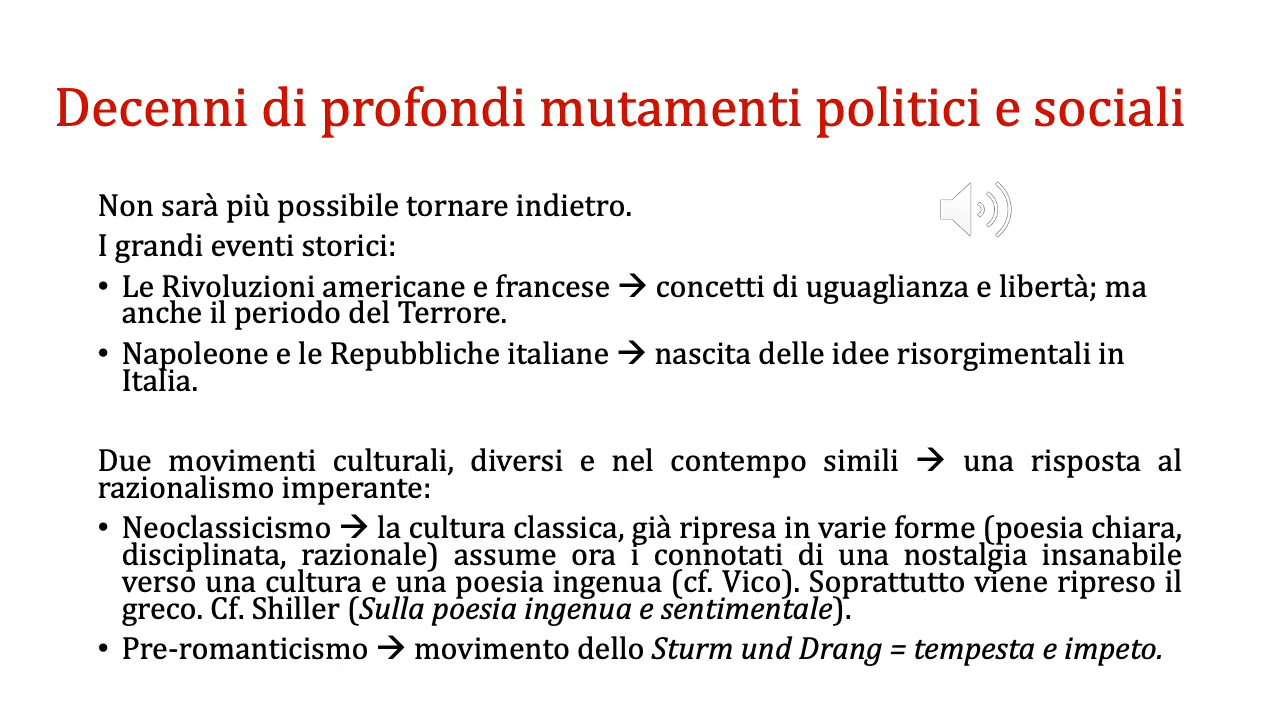 Decenni di profondi mutamenti politici e sociali
Non sarà più possibile tornare indietro.
I grandi eventi storici:
• Le Rivoluzioni americane e francese → concetti di uguaglianza e libertà; ma
anche il periodo del Terrore.
• Napoleone e le Repubbliche italiane → nascita delle idee risorgimentali in
Italia.
Due movimenti culturali, diversi e nel contempo simili → una risposta al
razionalismo imperante:
• Neoclassicismo → la cultura classica, già ripresa in varie forme (poesia chiara,
disciplinata, razionale) assume ora i connotati di una nostalgia insanabile
verso una cultura e una poesia ingenua (cf. Vico). Soprattutto viene ripreso il
greco. Cf. Shiller (Sulla poesia ingenua e sentimentale).
• Pre-romanticismo → movimento dello Sturm und Drang = tempesta e impeto.